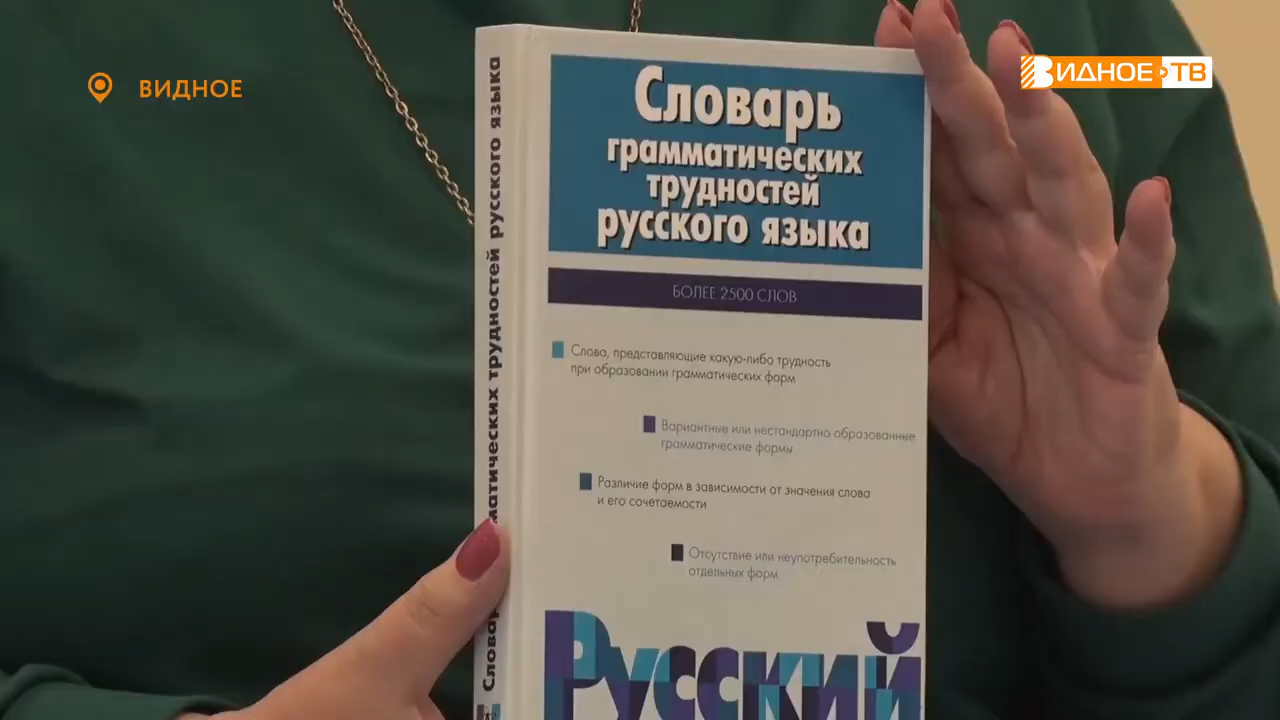 ВИДНОЕ
ВИДНОЕ ТВ
Словарь
грамматических
трудностей
русского языка
БОЛЕЕ 2500 СЛОВ
Слова, представляющие какую-либо трудность
при образовании грамматических форм
Вариантные или нестандартно образованные
грамматические формы
Различие форм в зависимости от значения слова
и его сочетаемости
Отсутствие или неупотребительность
отдельных форм
Русский
трудностей русского языка